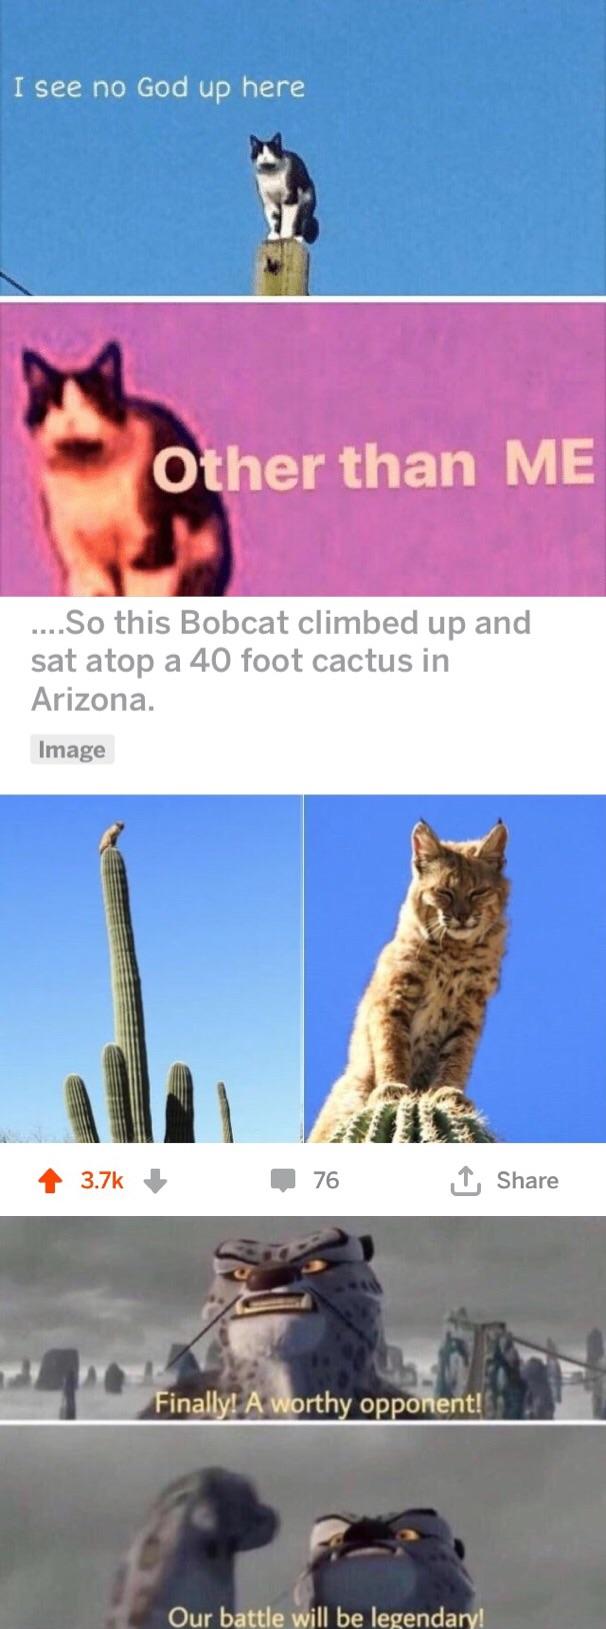 I see no God up here
Other than ME
....So this Bobcat climbed up and
sat atop a 40 foot cactus in
Arizona.
Image
3.7k
76
Share
Finally! A worthy opponent!
Our battle will be legendary!